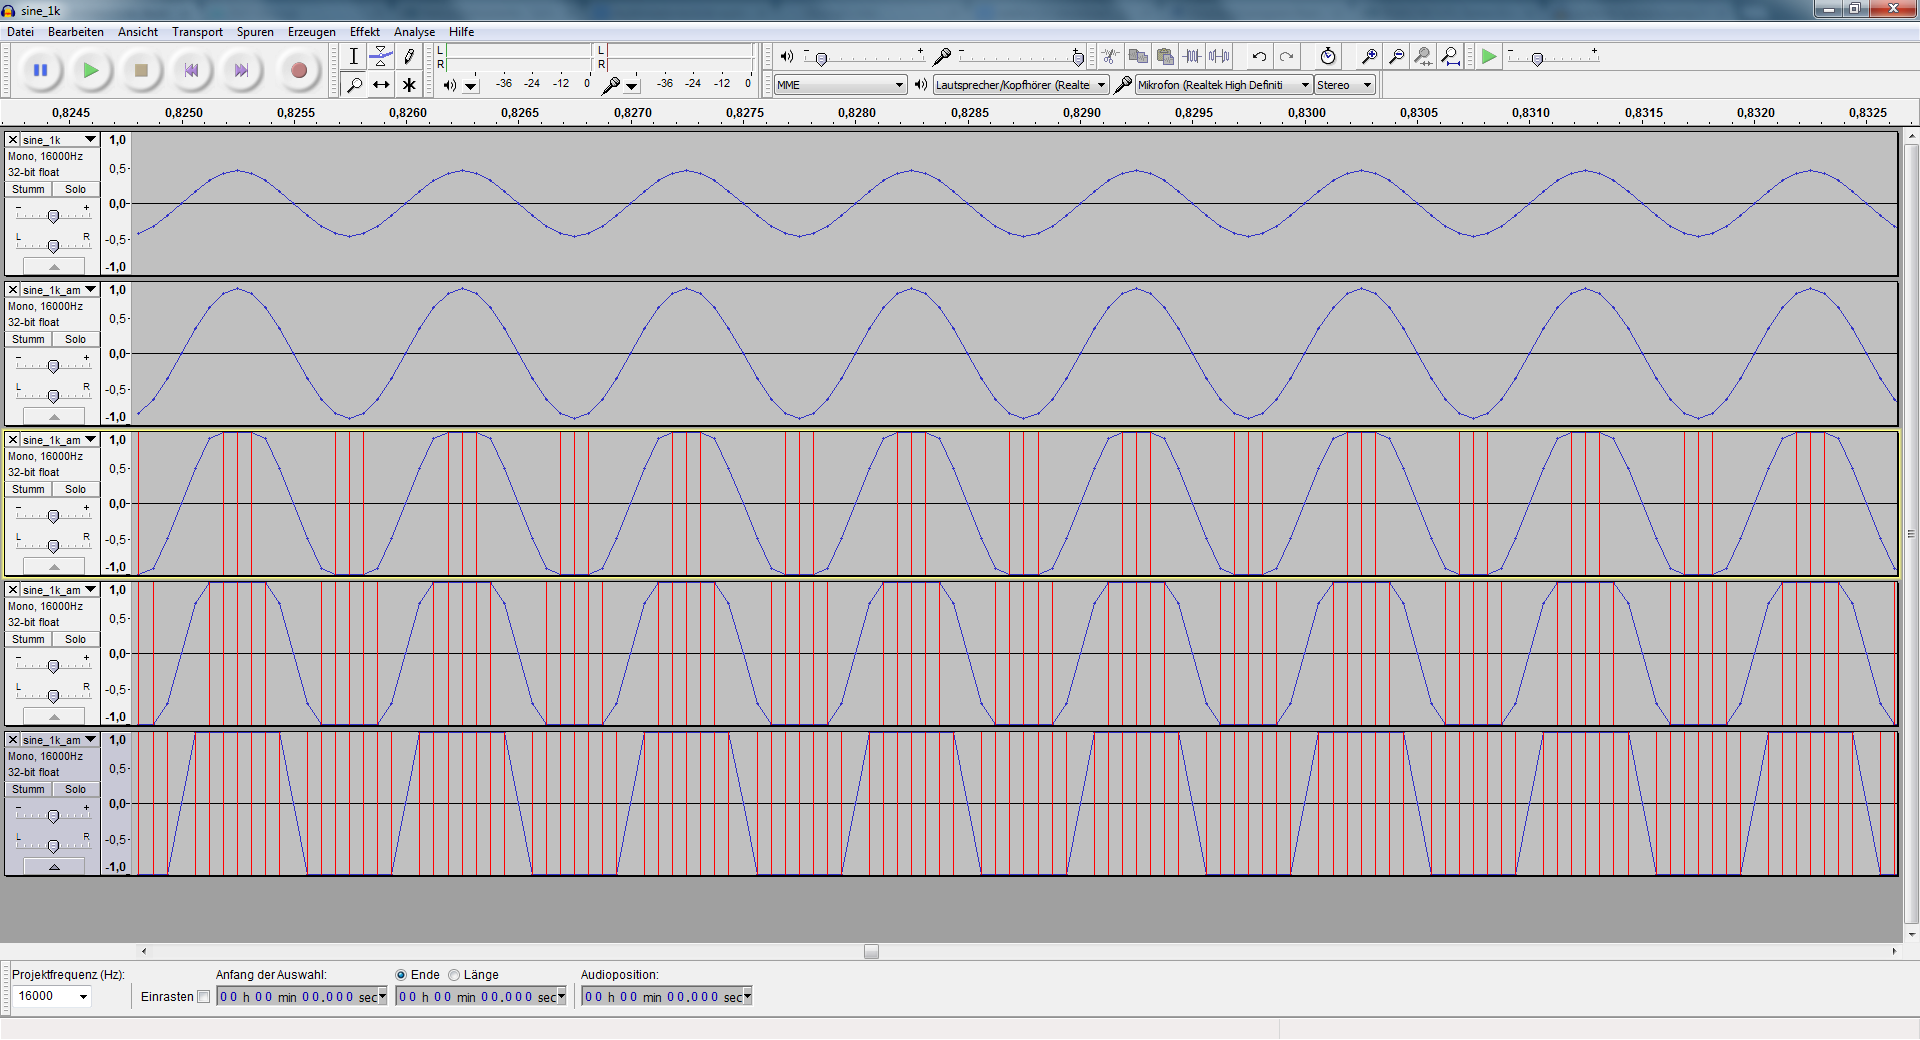 sine_1k
Datei Bearbeiten Ansicht Transport Spuren Erzeugen Effekt Analyse Hilfe
L R -36 -24 -12 0 L R -36 -24 -12 0
MME Lautsprecher/Kopfhörer (Realte Mikrofon (Realtek High Definiti Stereo
0,8245 0,8250 0,8255 0,8260 0,8265 0,8270 0,8275 0,8280 0,8285 0,8290 0,8295 0,8300 0,8305 0,8310 0,8315 0,8320 0,8325
sine_1k 1,0
Mono, 16000Hz
32-bit float 0,5
Stumm Solo
- + 0,0
L R -0,5
-1,0
sine_1k_am 1,0
Mono, 16000Hz
32-bit float 0,5
Stumm Solo
- + 0,0
L R -0,5
-1,0
sine_1k_am 1,0
Mono, 16000Hz
32-bit float 0,5
Stumm Solo
- + 0,0
L R -0,5
-1,0
sine_1k_am 1,0
Mono, 16000Hz
32-bit float 0,5
Stumm Solo
- + 0,0
L R -0,5
-1,0
sine_1k_am 1,0
Mono, 16000Hz
32-bit float 0,5
Stumm Solo
- + 0,0
L R -0,5
-1,0
Projektfrequenz (Hz): Anfang der Auswahl: Ende Länge Audioposition:
16000 Einrasten 00 h 00 min 00.000 sec 00 h 00 min 00.000 sec 00 h 00 min 00.000 sec